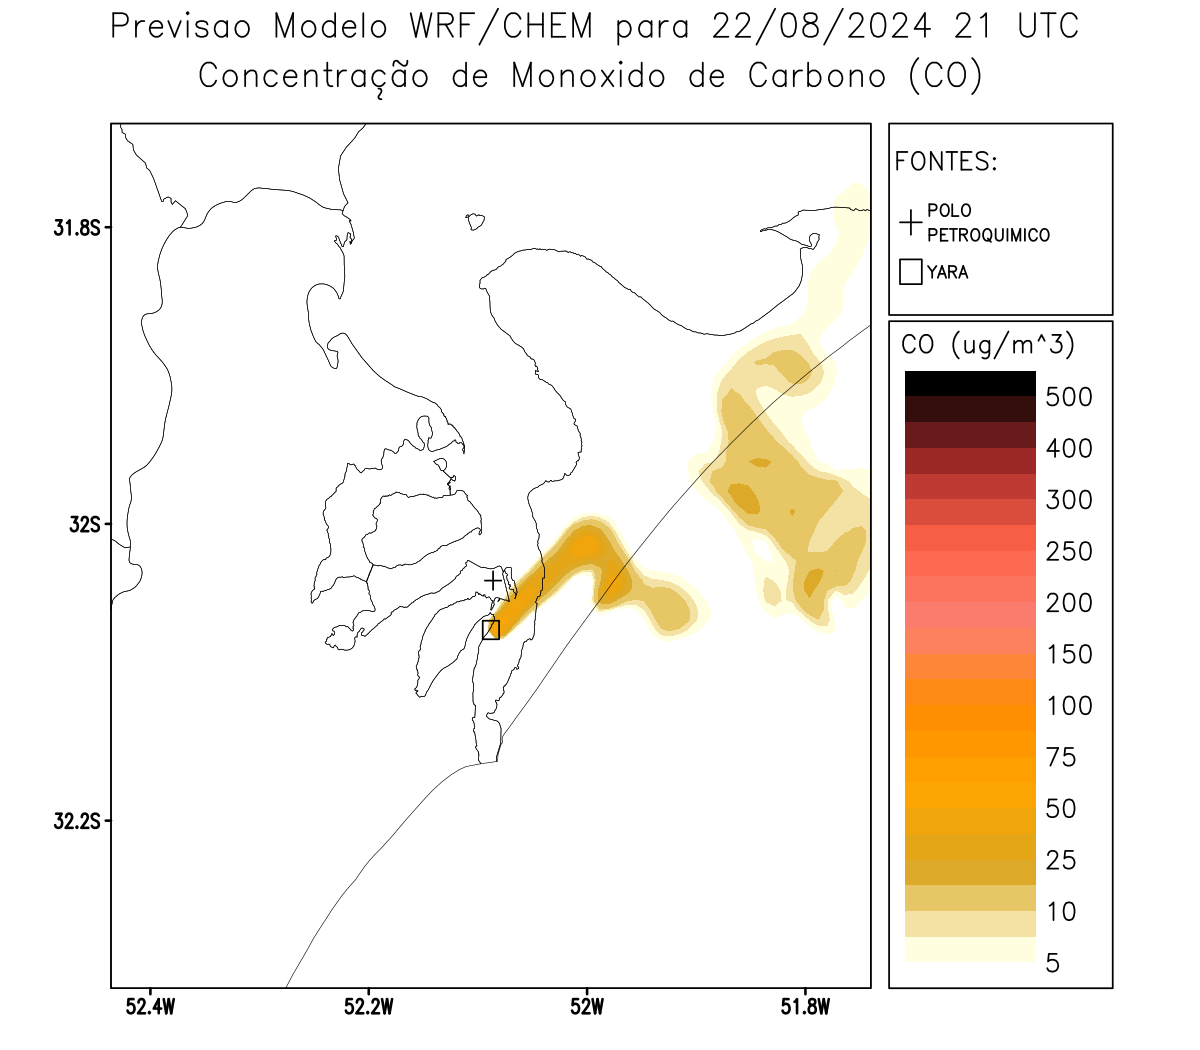 Previsao Modelo WRF/CHEM para 22/08/2024 21 UTC
Concentração de Monoxido de Carbono (CO)
FONTES:
POLO
PETROQUIMICO
YARA
31.8S
32S
32.2S
52.4W
52.2W
52W
51.8W
CO (ug/m^3)
500
400
300
250
200
150
100
75
50
25
10
5